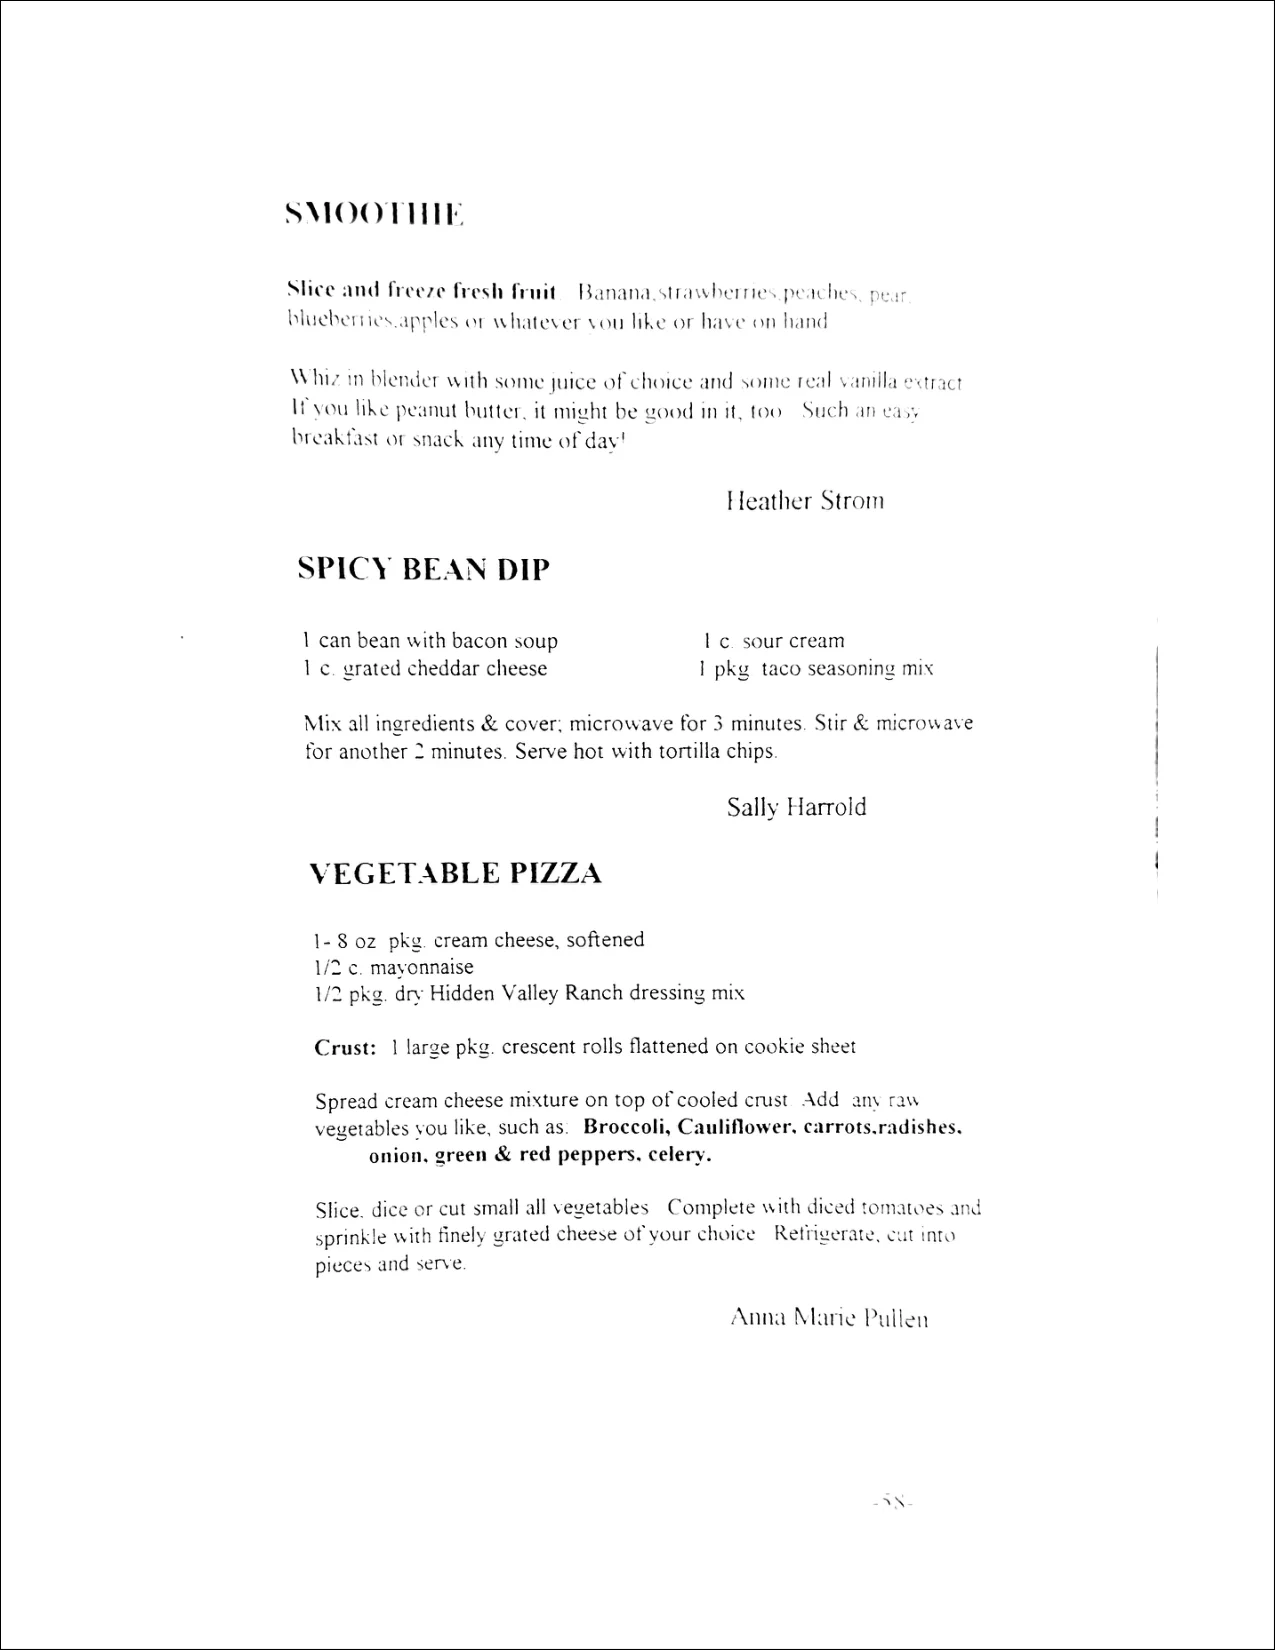 SMOOTHIE
Slice and freeze fresh fruit. Banana, strawberries, peaches, pear,
blueberries, apples or whatever you like or have on hand
Whiz in blender with some juice of choice and some real vanilla extract
If you like peanut butter, it might be good in it, too Such an easy
breakfast or snack any time of day!
Heather Strom
SPICY BEAN DIP
1 can bean with bacon soup 1 c. sour cream
1 c. grated cheddar cheese 1 pkg taco seasoning mix
Mix all ingredients & cover; microwave for 3 minutes. Stir & microwave
for another 2 minutes. Serve hot with tortilla chips.
Sally Harrold
VEGETABLE PIZZA
1- 8 oz pkg. cream cheese, softened
1/2 c. mayonnaise
1/2 pkg. dry Hidden Valley Ranch dressing mix
Crust: 1 large pkg. crescent rolls flattened on cookie sheet
Spread cream cheese mixture on top of cooled crust Add any raw
vegetables you like, such as: Broccoli, Cauliflower, carrots,radishes,
onion, green & red peppers, celery.
Slice, dice or cut small all vegetables Complete with diced tomatoes and
sprinkle with finely grated cheese of your choice Refrigerate, cut into
pieces and serve.
Anna Marie Pullen
-58-